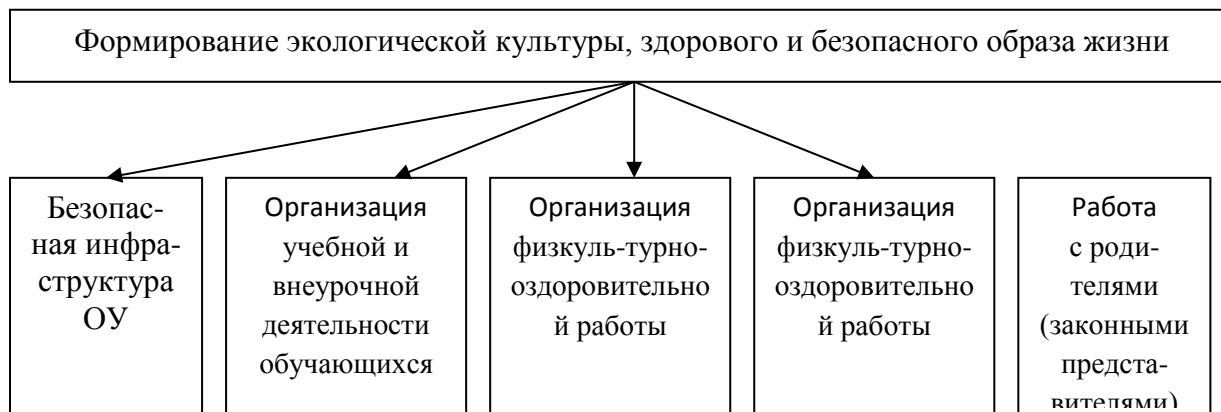 Формирование экологической культуры, здорового и безопасного образа жизни
Безопас-
ная инфра-
структура
ОУ
Организация
учебной и
внеурочной
деятельности
обучающихся
Организация
физкуль-турно-
оздоровительно
й работы
Организация
физкуль-турно-
оздоровительно
й работы
Работа
с роди-
телями
(законными
предста-
вителями)